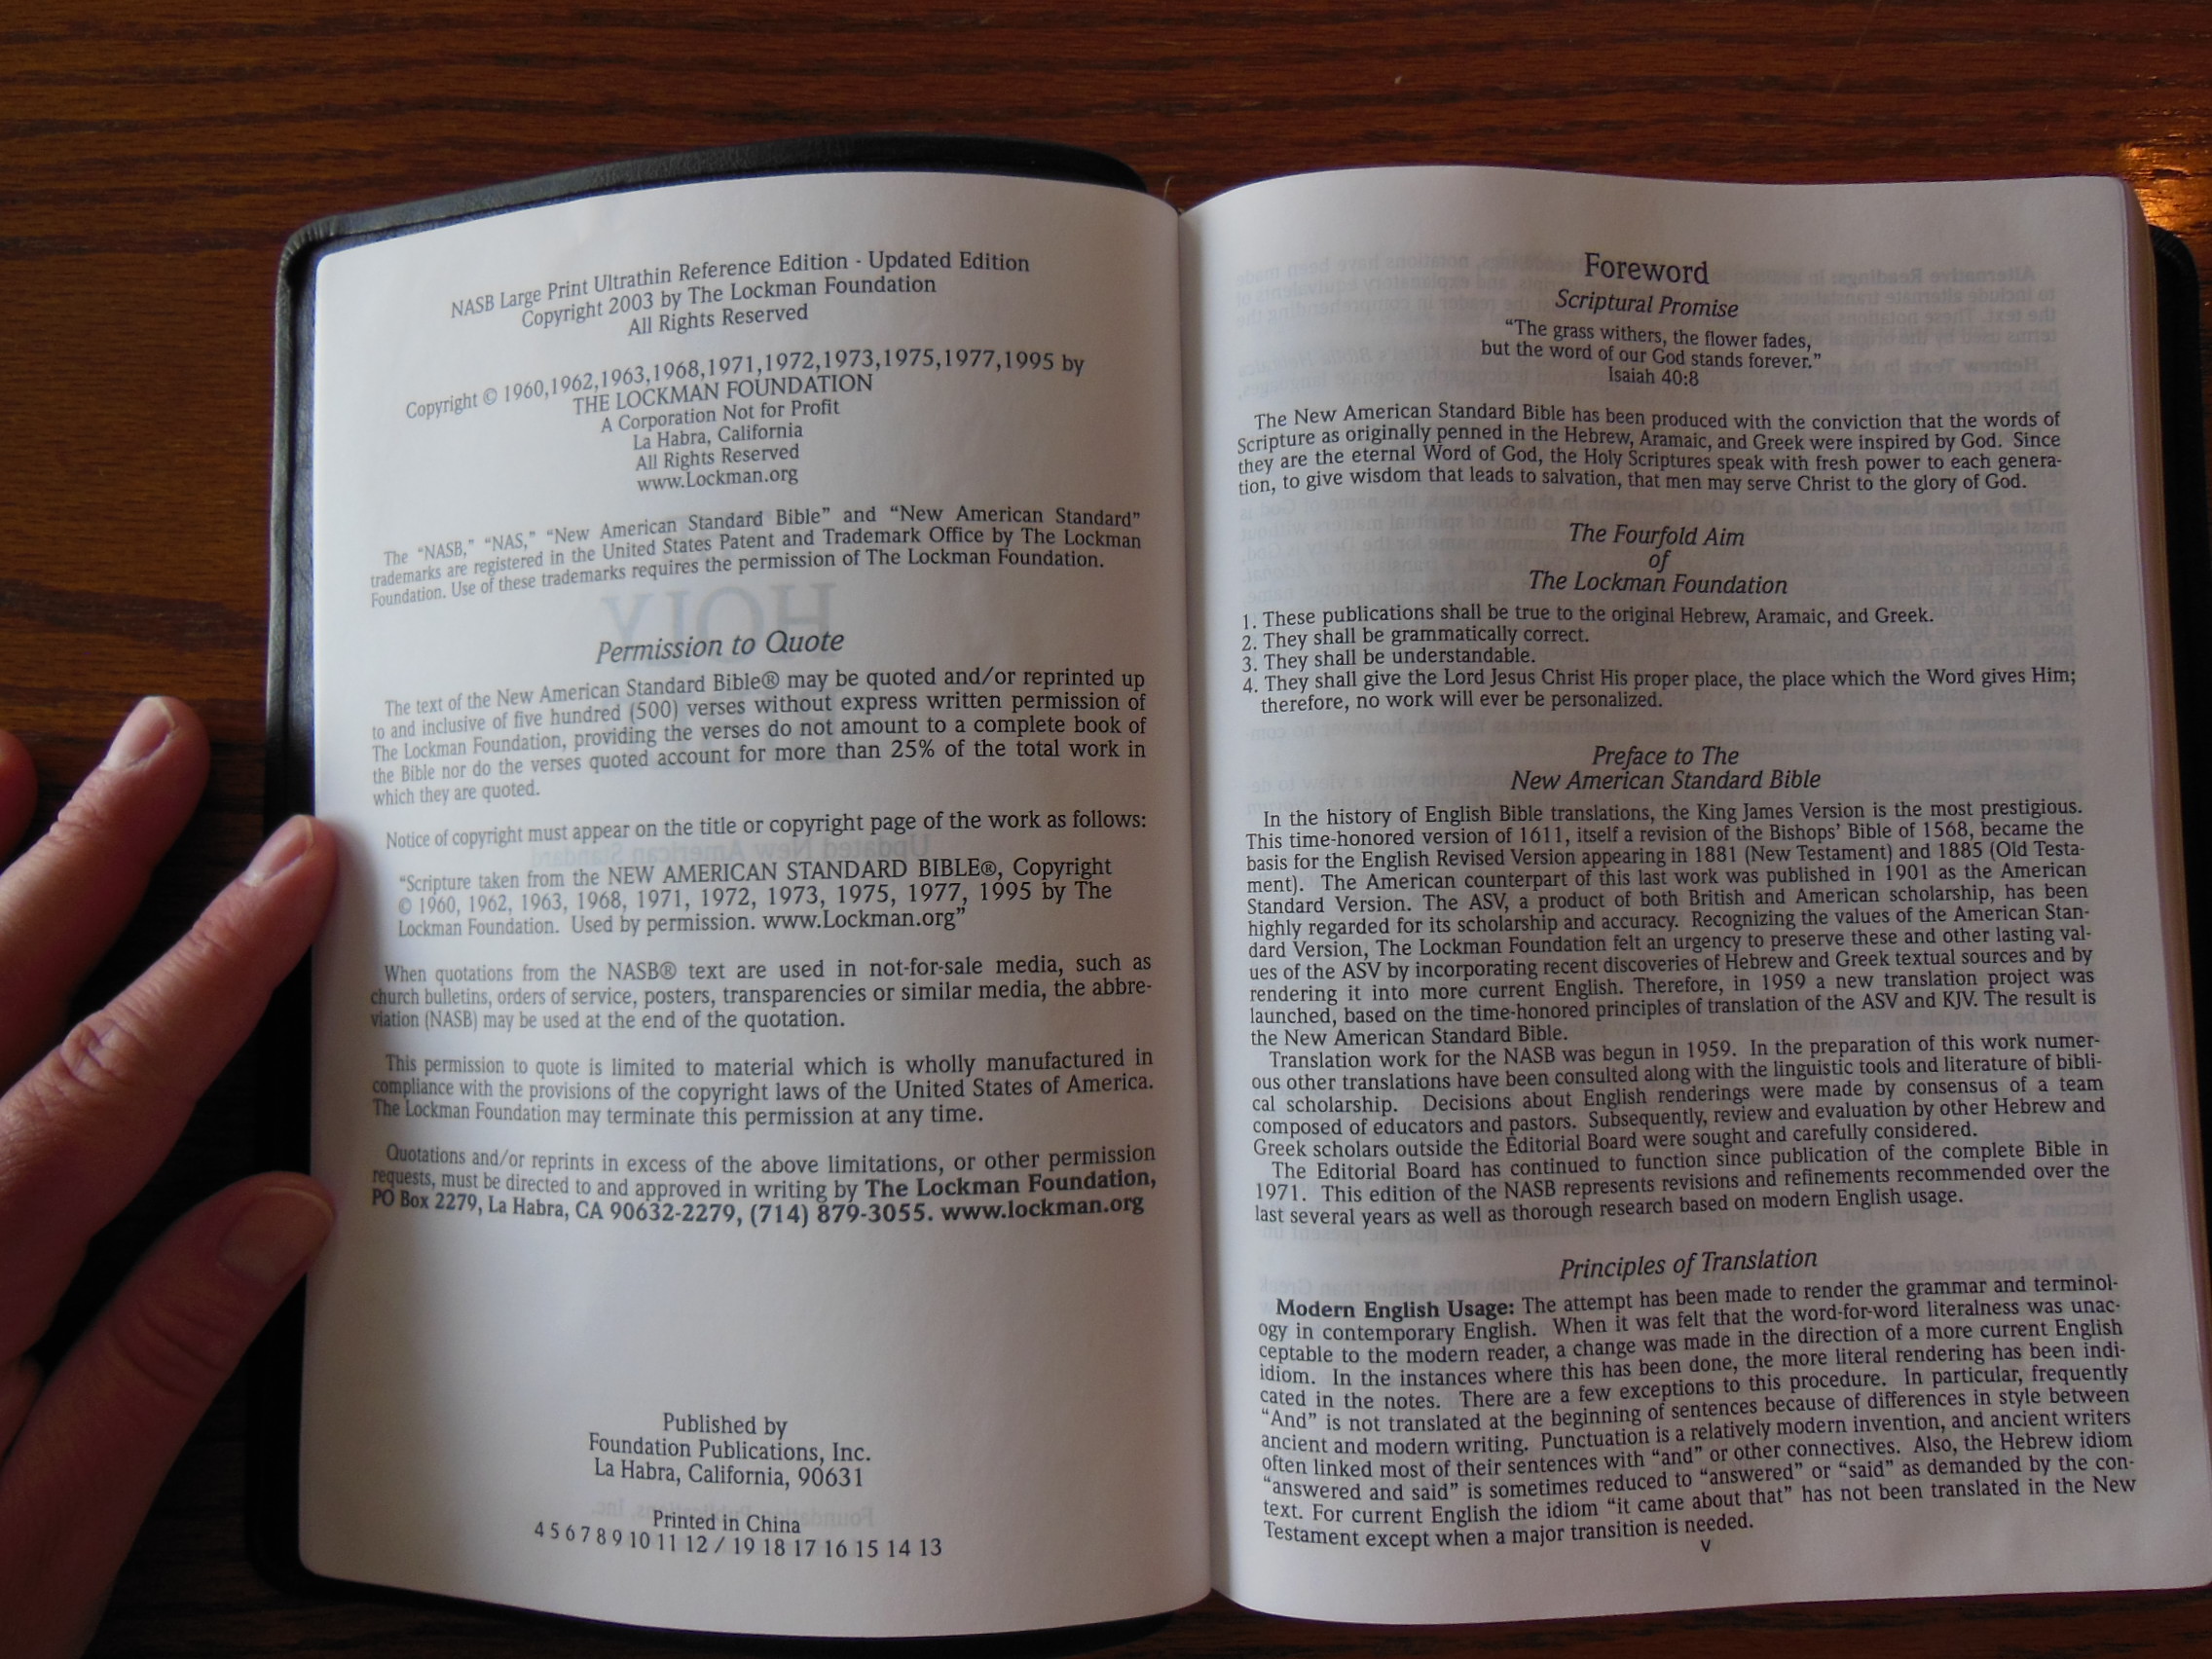 NASB Large Print Ultrathin Reference Edition - Updated Edition
Copyright 2003 by The Lockman Foundation
All Rights Reserved
Copyright © 1960,1962,1963,1968,1971,1972,1973,1975,1977,1995 by
THE LOCKMAN FOUNDATION
A Corporation Not for Profit
La Habra, California
All Rights Reserved
www.Lockman.org
The “NASB,” “NAS,” “New American Standard Bible” and “New American Standard”
trademarks are registered in the United States Patent and Trademark Office by The Lockman
Foundation. Use of these trademarks requires the permission of The Lockman Foundation.
Permission to Quote
The text of the New American Standard Bible® may be quoted and/or reprinted up
to and inclusive of five hundred (500) verses without express written permission of
The Lockman Foundation, providing the verses do not amount to a complete book of
the Bible nor do the verses quoted account for more than 25% of the total work in
which they are quoted.
Notice of copyright must appear on the title or copyright page of the work as follows:
“Scripture taken from the NEW AMERICAN STANDARD BIBLE®, Copyright
© 1960, 1962, 1963, 1968, 1971, 1972, 1973, 1975, 1977, 1995 by The
Lockman Foundation. Used by permission. www.Lockman.org”
When quotations from the NASB® text are used in not-for-sale media, such as
church bulletins, orders of service, posters, transparencies or similar media, the abbre-
viation (NASB) may be used at the end of the quotation.
This permission to quote is limited to material which is wholly manufactured in
compliance with the provisions of the copyright laws of the United States of America.
The Lockman Foundation may terminate this permission at any time.
Quotations and/or reprints in excess of the above limitations, or other permission
requests, must be directed to and approved in writing by The Lockman Foundation,
PO Box 2279, La Habra, CA 90632-2279, (714) 879-3055. www.lockman.org
Published by
Foundation Publications, Inc.
La Habra, California, 90631
Printed in China
4 5 6 7 8 9 10 11 12 / 19 18 17 16 15 14 13
Foreword
Scriptural Promise
“The grass withers, the flower fades,
but the word of our God stands forever.”
Isaiah 40:8
The New American Standard Bible has been produced with the conviction that the words of
Scripture as originally penned in the Hebrew, Aramaic, and Greek were inspired by God. Since
they are the eternal Word of God, the Holy Scriptures speak with fresh power to each genera-
tion, to give wisdom that leads to salvation, that men may serve Christ to the glory of God.
The Fourfold Aim
of
The Lockman Foundation
1. These publications shall be true to the original Hebrew, Aramaic, and Greek.
2. They shall be grammatically correct.
3. They shall be understandable.
4. They shall give the Lord Jesus Christ His proper place, the place which the Word gives Him;
therefore, no work will ever be personalized.
Preface to The
New American Standard Bible
In the history of English Bible translations, the King James Version is the most prestigious.
This time-honored version of 1611, itself a revision of the Bishops’ Bible of 1568, became the
basis for the English Revised Version appearing in 1881 (New Testament) and 1885 (Old Testa-
ment). The American counterpart of this last work was published in 1901 as the American
Standard Version. The ASV, a product of both British and American scholarship, has been
highly regarded for its scholarship and accuracy. Recognizing the values of the American Stan-
dard Version, The Lockman Foundation felt an urgency to preserve these and other lasting val-
ues of the ASV by incorporating recent discoveries of Hebrew and Greek textual sources and by
rendering it into more current English. Therefore, in 1959 a new translation project was
launched, based on the time-honored principles of translation of the ASV and KJV. The result is
the New American Standard Bible.
Translation work for the NASB was begun in 1959. In the preparation of this work numer-
ous other translations have been consulted along with the linguistic tools and literature of bibli-
cal scholarship. Decisions about English renderings were made by consensus of a team
composed of educators and pastors. Subsequently, review and evaluation by other Hebrew and
Greek scholars outside the Editorial Board were sought and carefully considered.
The Editorial Board has continued to function since publication of the complete Bible in
1971. This edition of the NASB represents revisions and refinements recommended over the
last several years as well as thorough research based on modern English usage.
Principles of Translation
Modern English Usage: The attempt has been made to render the grammar and terminol-
ogy in contemporary English. When it was felt that the word-for-word literalness was unac-
ceptable to the modern reader, a change was made in the direction of a more current English
idiom. In the instances where this has been done, the more literal rendering has been indi-
cated in the notes. There are a few exceptions to this procedure. In particular, frequently
“And” is not translated at the beginning of sentences because of differences in style between
ancient and modern writing. Punctuation is a relatively modern invention, and ancient writers
often linked most of their sentences with “and” or other connectives. Also, the Hebrew idiom
“answered and said” is sometimes reduced to “answered” or “said” as demanded by the con-
text. For current English the idiom “it came about that” has not been translated in the New
Testament except when a major transition is needed.
v